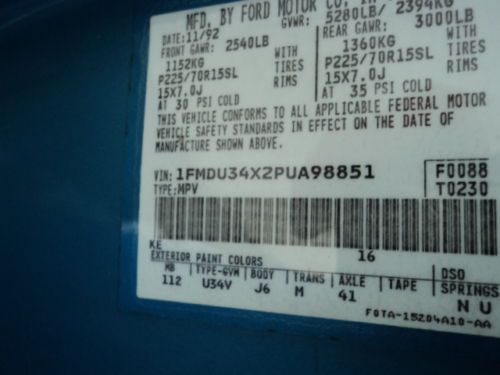 MFD. BY FORD MOTOR CO. IN
DATE: 11/92 GVWR: 5280LB/ 2394KG
FRONT GAWR: 2540LB REAR GAWR: 3000LB
1152KG WITH 1360KG WITH
P225/70R15SL TIRES P225/70R15SL TIRES
15X7.0J RIMS 15X7.0J RIMS
AT 30 PSI COLD AT 35 PSI COLD
THIS VEHICLE CONFORMS TO ALL APPLICABLE FEDERAL MOTOR
VEHICLE SAFETY STANDARDS IN EFFECT ON THE DATE OF
MANUFACTURE SHOWN ABOVE.
VIN: 1FMDU34X2PUA98851 F0088
TYPE: MPV T0230
KE 16
EXTERIOR PAINT COLORS DSO
WB TYPE-GVM BODY TRANS AXLE TAPE SPRINGS
112 U34V J6 M 41 N U
F0TA-15204A10-AA